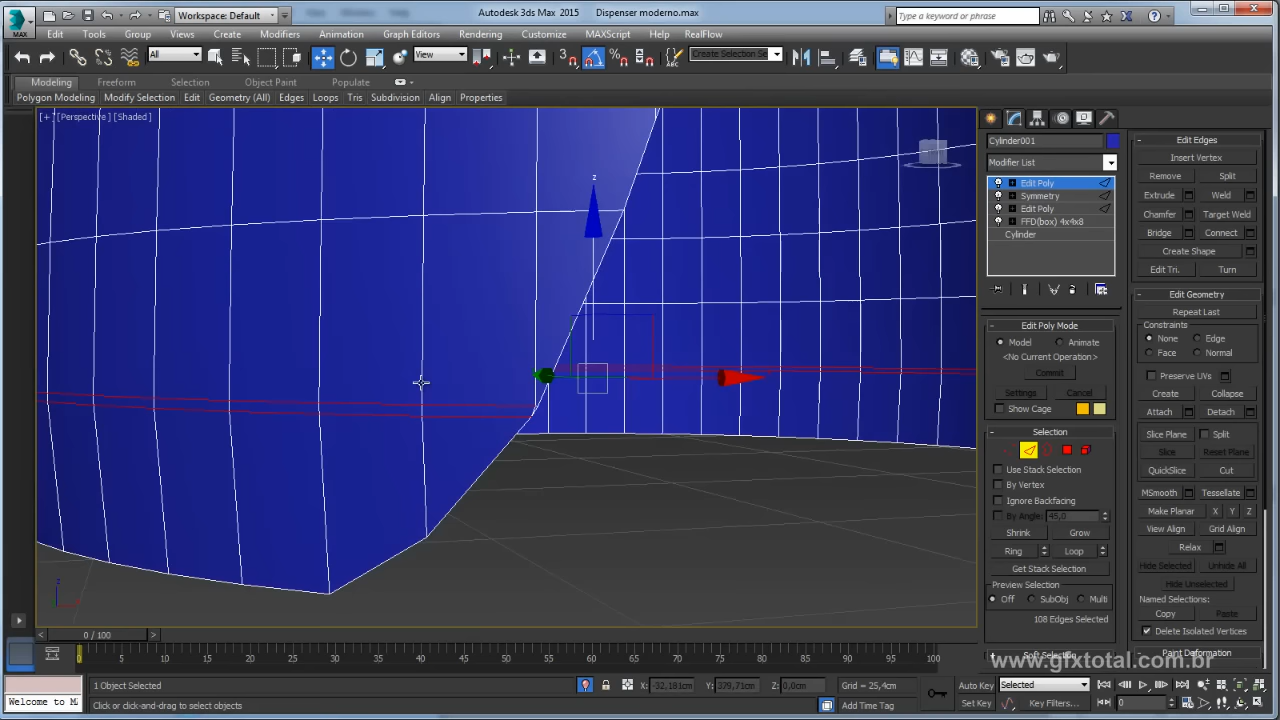 MAX
Workspace: Default
Autodesk 3ds Max 2015
Dispenser moderno.max
Type a keyword or phrase
Edit
Tools
Group
Views
Create
Modifiers
Animation
Graph Editors
Rendering
Customize
MAXScript
Help
RealFlow
All
View
Create Selection Se
Modeling
Freeform
Selection
Object Paint
Populate
Polygon Modeling
Modify Selection
Edit
Geometry (All)
Edges
Loops
Tris
Subdivision
Align
Properties
[+] [Perspective] [Shaded]
z
Cylinder001
Modifier List
Edit Poly
Symmetry
Edit Poly
FFD(box) 4x4x8
Cylinder
Edit Poly Mode
Model
Animate
<No Current Operation>
Commit
Settings
Cancel
Show Cage
Selection
Use Stack Selection
By Vertex
Ignore Backfacing
By Angle: 45,0
Shrink
Grow
Ring
Loop
Get Stack Selection
Preview Selection
Off
SubObj
Multi
108 Edges Selected
Soft Selection
Edit Edges
Insert Vertex
Remove
Split
Extrude
Weld
Chamfer
Target Weld
Bridge
Connect
Create Shape
Edit Tri.
Turn
Edit Geometry
Repeat Last
Constraints
None
Edge
Face
Normal
Preserve UVs
Create
Collapse
Attach
Detach
Slice Plane
Split
Slice
Reset Plane
QuickSlice
Cut
MSmooth
Tessellate
Make Planar
X
Y
Z
View Align
Grid Align
Relax
Hide Selected
Unhide All
Hide Unselected
Named Selections:
Copy
Paste
Delete Isolated Vertices
Paint Deformation
www.gfxtotal.com.br
z
0 / 100
0 5 10 15 20 25 30 35 40 45 50 55 60 65 70 75 80 85 90 95 100
1 Object Selected
X: -32,181cm
Y: 379,71cm
Z: 0,0cm
Grid = 25,4cm
Auto Key
Selected
Welcome to MA
Click or click-and-drag to select objects
Add Time Tag
Set Key
Key Filters...
0